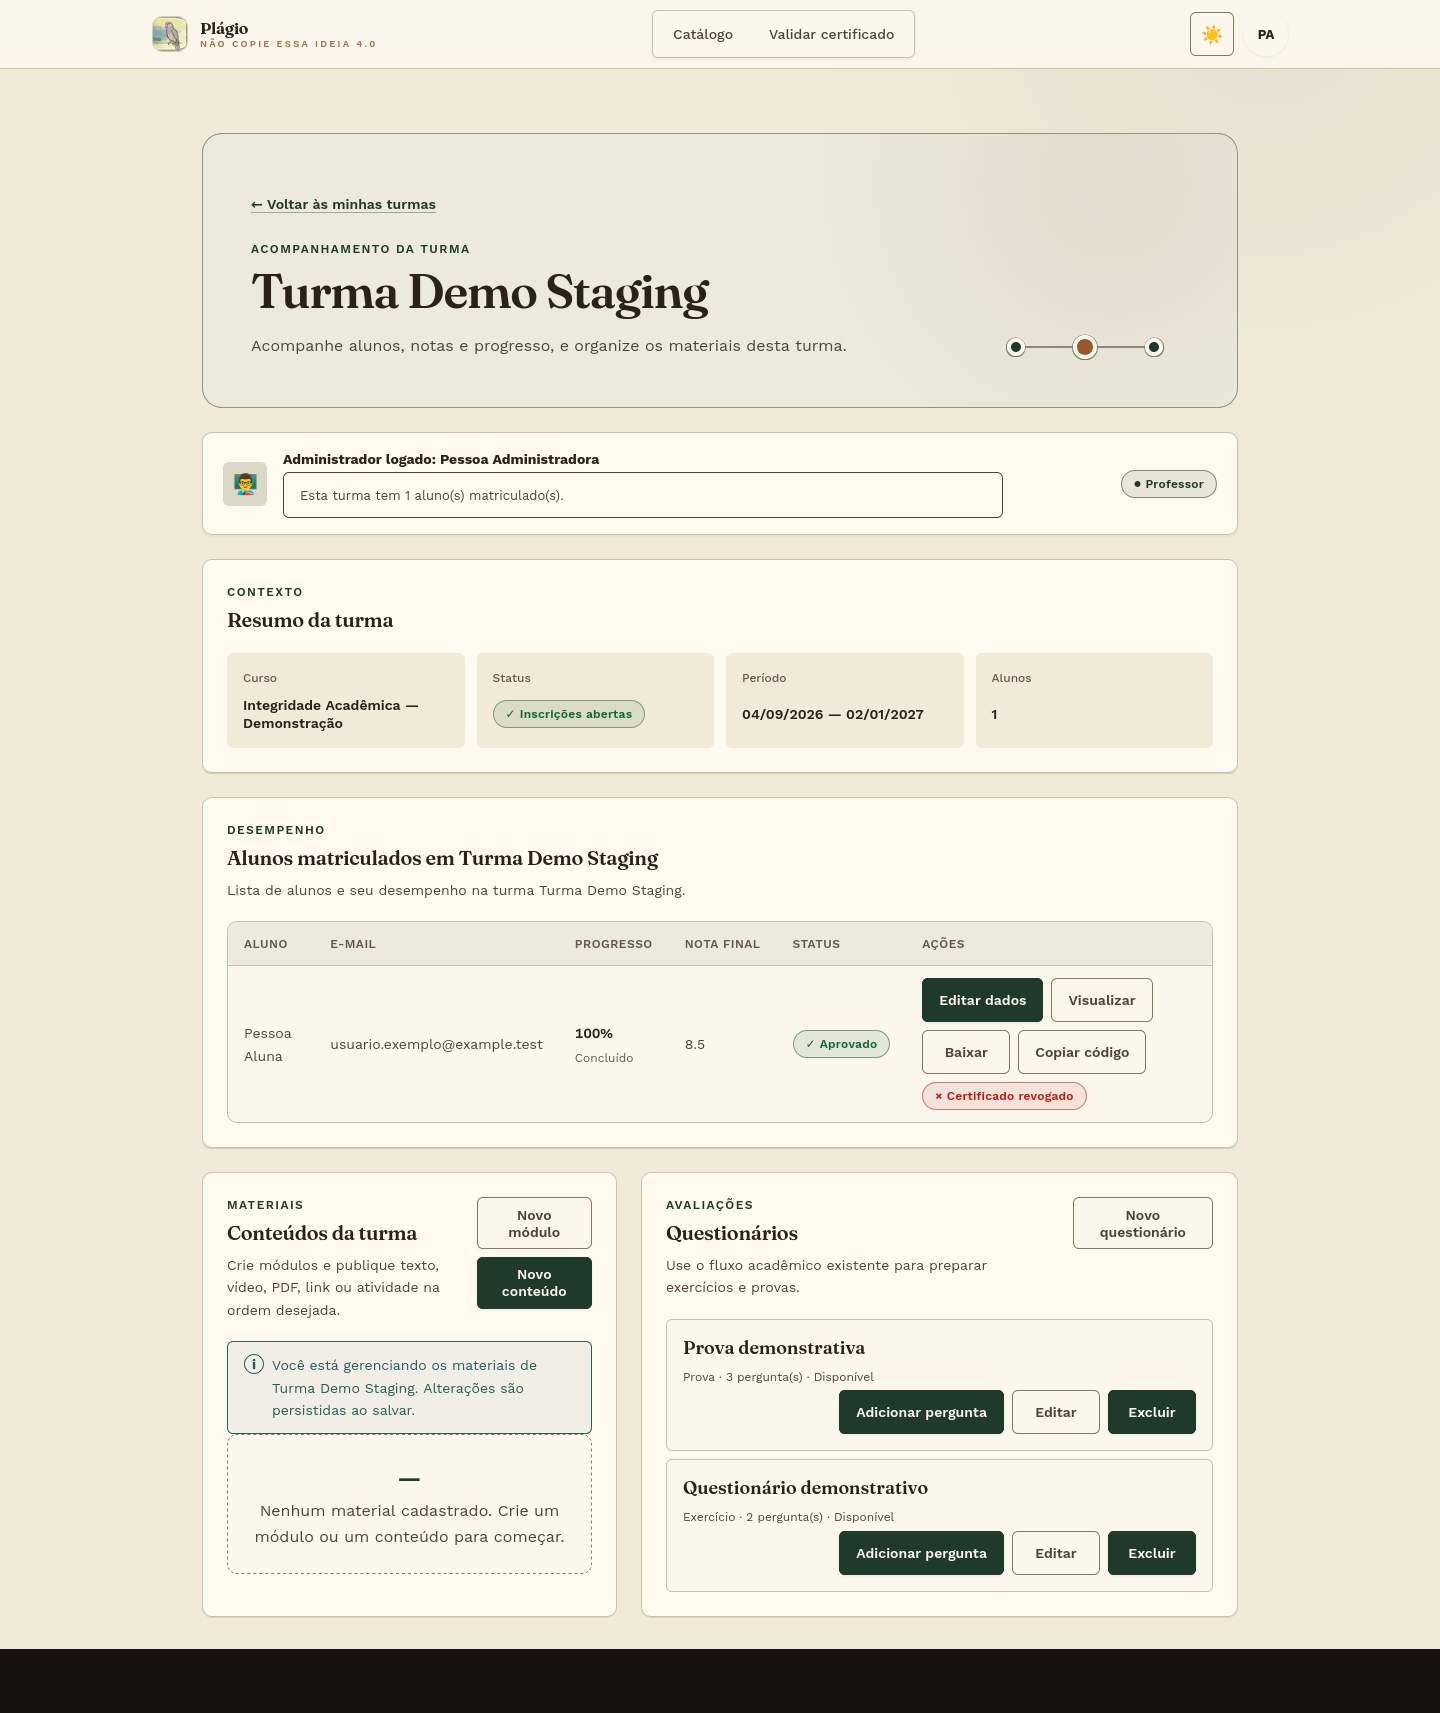 Plágio
NÃO COPIE ESSA IDEIA 4.0
Catálogo
Validar certificado
PA
← Voltar às minhas turmas
ACOMPANHAMENTO DA TURMA
Turma Demo Staging
Acompanhe alunos, notas e progresso, e organize os materiais desta turma.
Administrador logado: Pessoa Administradora
Esta turma tem 1 aluno(s) matriculado(s).
● Professor
CONTEXTO
Resumo da turma
Curso
Integridade Acadêmica —
Demonstração
Status
✓ Inscrições abertas
Período
04/09/2026 — 02/01/2027
Alunos
1
DESEMPENHO
Alunos matriculados em Turma Demo Staging
Lista de alunos e seu desempenho na turma Turma Demo Staging.
ALUNO E-MAIL PROGRESSO NOTA FINAL STATUS AÇÕES
Pessoa
Aluna
usuario.exemplo@example.test
100%
Concluído
8.5
✓ Aprovado
Editar dados
Visualizar
Baixar
Copiar código
× Certificado revogado
MATERIAIS
Conteúdos da turma
Crie módulos e publique texto,
vídeo, PDF, link ou atividade na
ordem desejada.
Novo
módulo
Novo
conteúdo
Você está gerenciando os materiais de
Turma Demo Staging. Alterações são
persistidas ao salvar.
—
Nenhum material cadastrado. Crie um
módulo ou um conteúdo para começar.
AVALIAÇÕES
Questionários
Use o fluxo acadêmico existente para preparar
exercícios e provas.
Novo
questionário
Prova demonstrativa
Prova · 3 pergunta(s) · Disponível
Adicionar pergunta
Editar
Excluir
Questionário demonstrativo
Exercício · 2 pergunta(s) · Disponível
Adicionar pergunta
Editar
Excluir